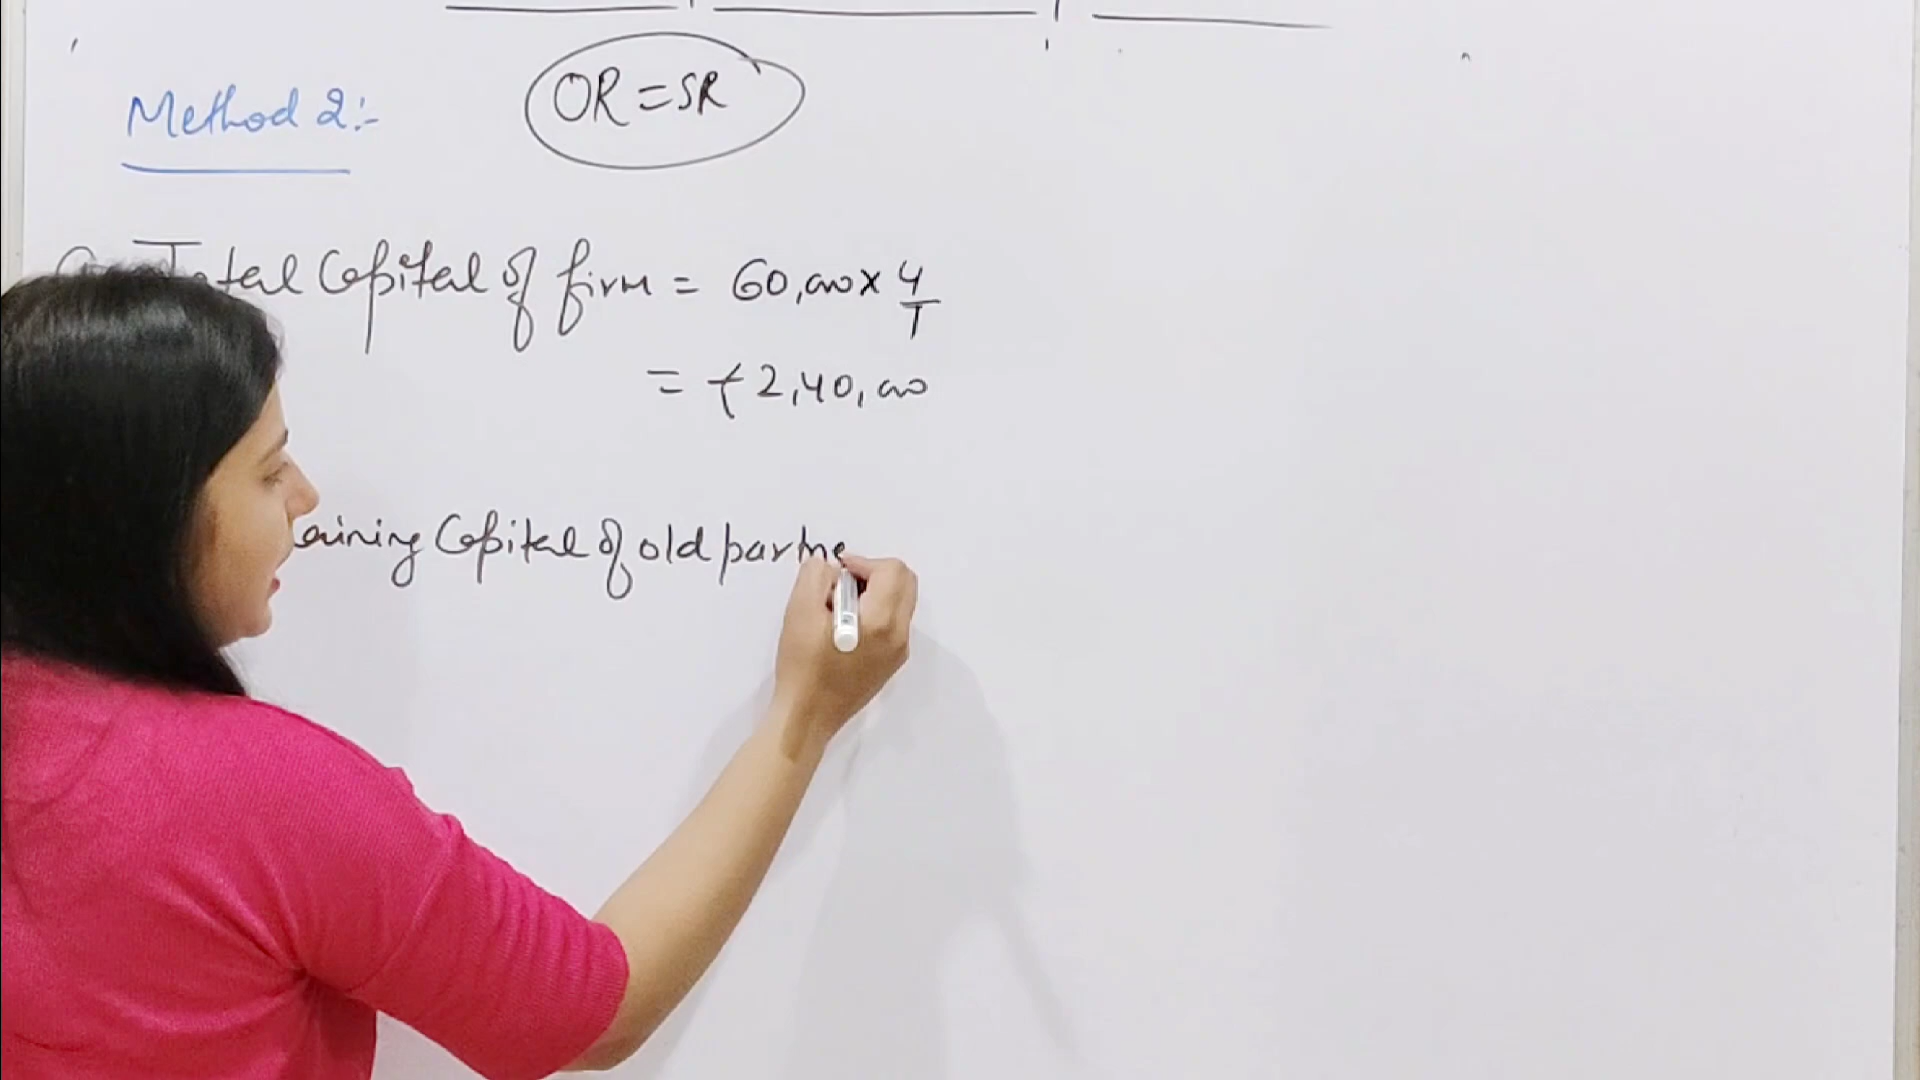 OR = SR
Method 2:-
Total Capital of firm = 60,000 × 4/1
= ₹ 2,40,000
aining Capital of old partne